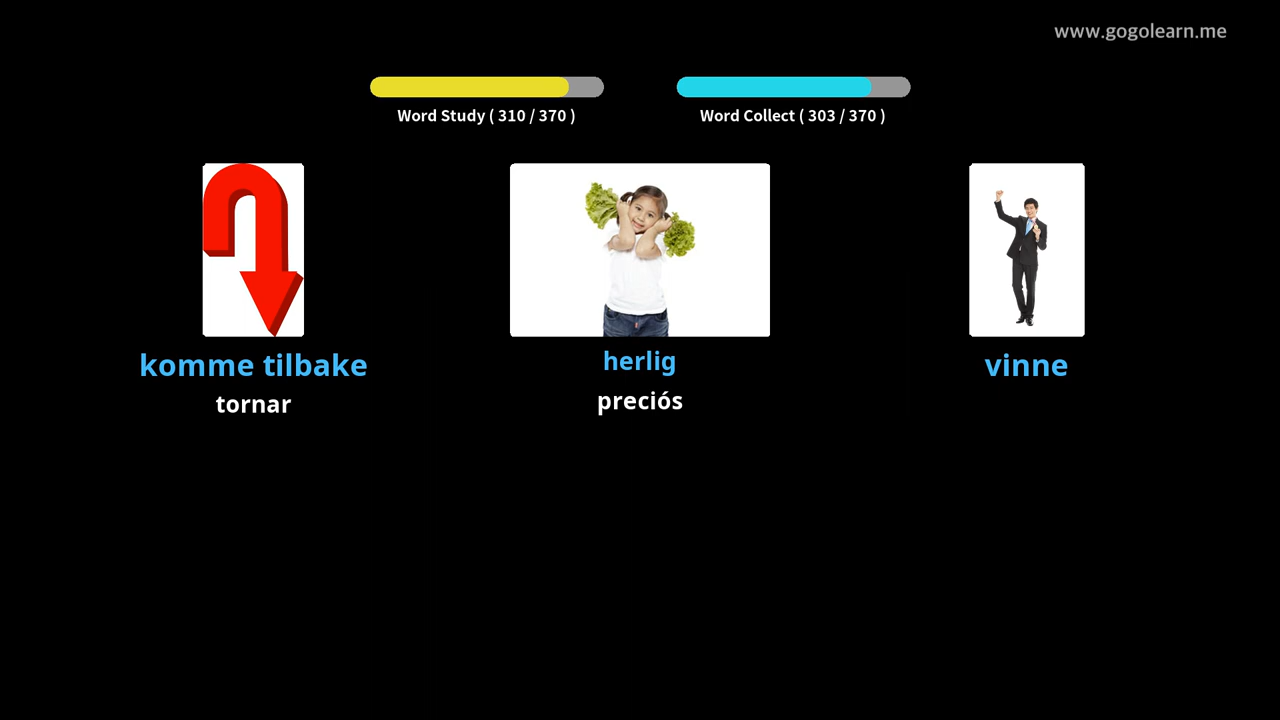 www.gogolearn.me
Word Study ( 310 / 370 )
Word Collect ( 303 / 370 )
komme tilbake
tornar
herlig
preciós
vinne